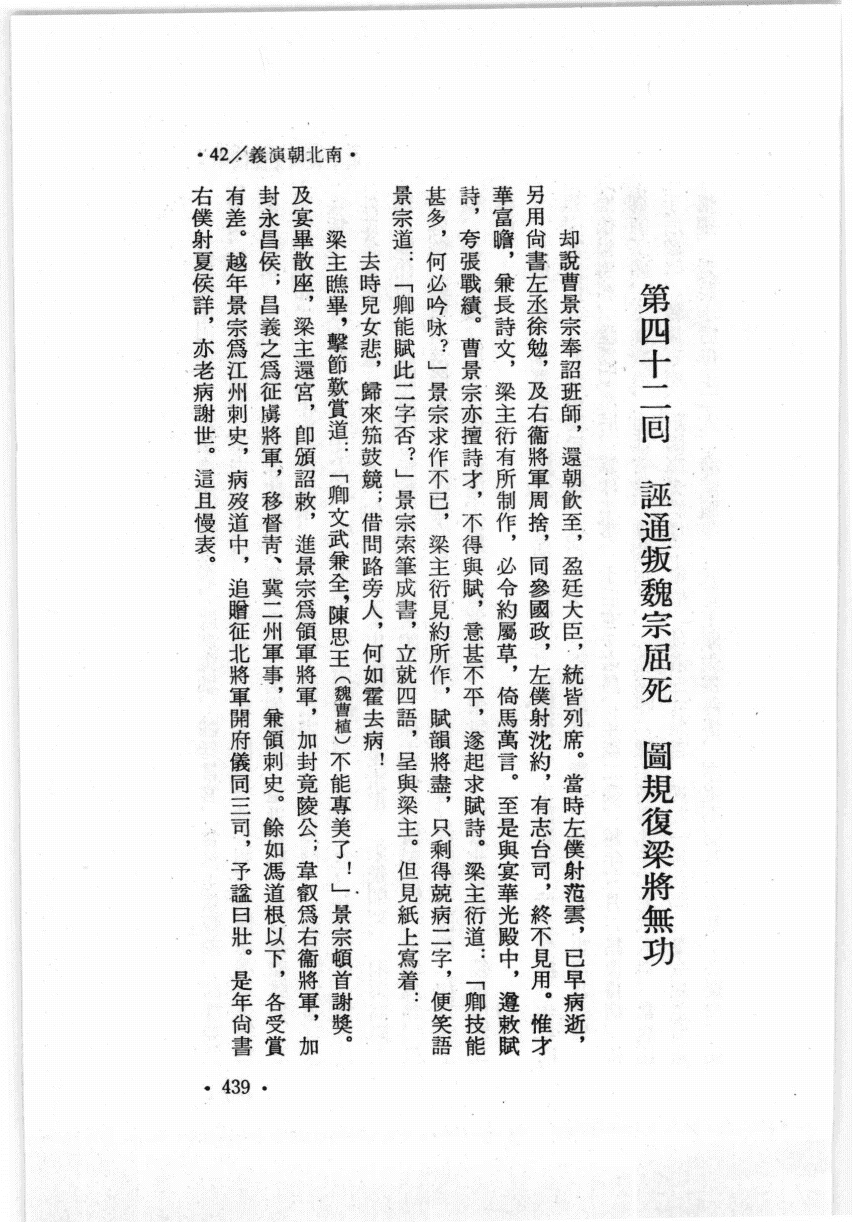 ·南北朝演義／42·
第四十二回　誣通叛魏宗屈死　圖規復梁將無功
却說曹景宗奉詔班師，還朝飲至，盈廷大臣，統皆列席。當時左僕射范雲，已早病逝，
另用尙書左丞徐勉，及右衞將軍周捨，同參國政，左僕射沈約，有志台司，終不見用。惟才
華富瞻，兼長詩文，梁主衍有所制作，必令約屬草，倚馬萬言。至是與宴華光殿中，遵敕賦
詩，夸張戰績。曹景宗亦擅詩才，不得與賦，意甚不平，遂起求賦詩。梁主衍道：「卿技能
甚多，何必吟咏？」景宗求作不已，梁主衍見約所作，賦韻將盡，只剩得競病二字，便笑語
景宗道：「卿能賦此二字否？」景宗索筆成書，立就四語，呈與梁主。但見紙上寫着：
去時兒女悲，歸來笳鼓競；借問路旁人，何如霍去病！
梁主瞧畢，擊節歎賞道：「卿文武兼全，陳思王（魏曹植）不能專美了！」景宗頓首謝獎。
及宴畢散座，梁主還宮，卽頒詔敕，進景宗爲領軍將軍，加封竟陵公；韋叡爲右衞將軍，加
封永昌侯；昌義之爲征虜將軍，移督青、冀二州軍事，兼領刺史。餘如馮道根以下，各受賞
有差。越年景宗爲江州刺史，病歿道中，追贈征北將軍開府儀同三司，予諡曰壯。是年尙書
右僕射夏侯詳，亦老病謝世。這且慢表。
·439·